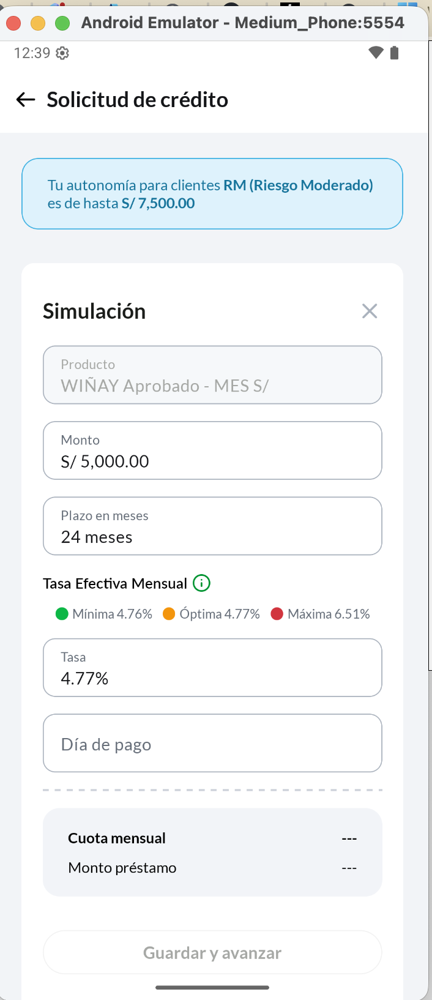 Android Emulator - Medium_Phone:5554
12:39
Solicitud de crédito
Tu autonomía para clientes RM (Riesgo Moderado)
es de hasta S/ 7,500.00
Simulación
Producto
WIÑAY Aprobado - MES S/
Monto
S/ 5,000.00
Plazo en meses
24 meses
Tasa Efectiva Mensual
Mínima 4.76% Óptima 4.77% Máxima 6.51%
Tasa
4.77%
Día de pago
Cuota mensual ---
Monto préstamo ---
Guardar y avanzar